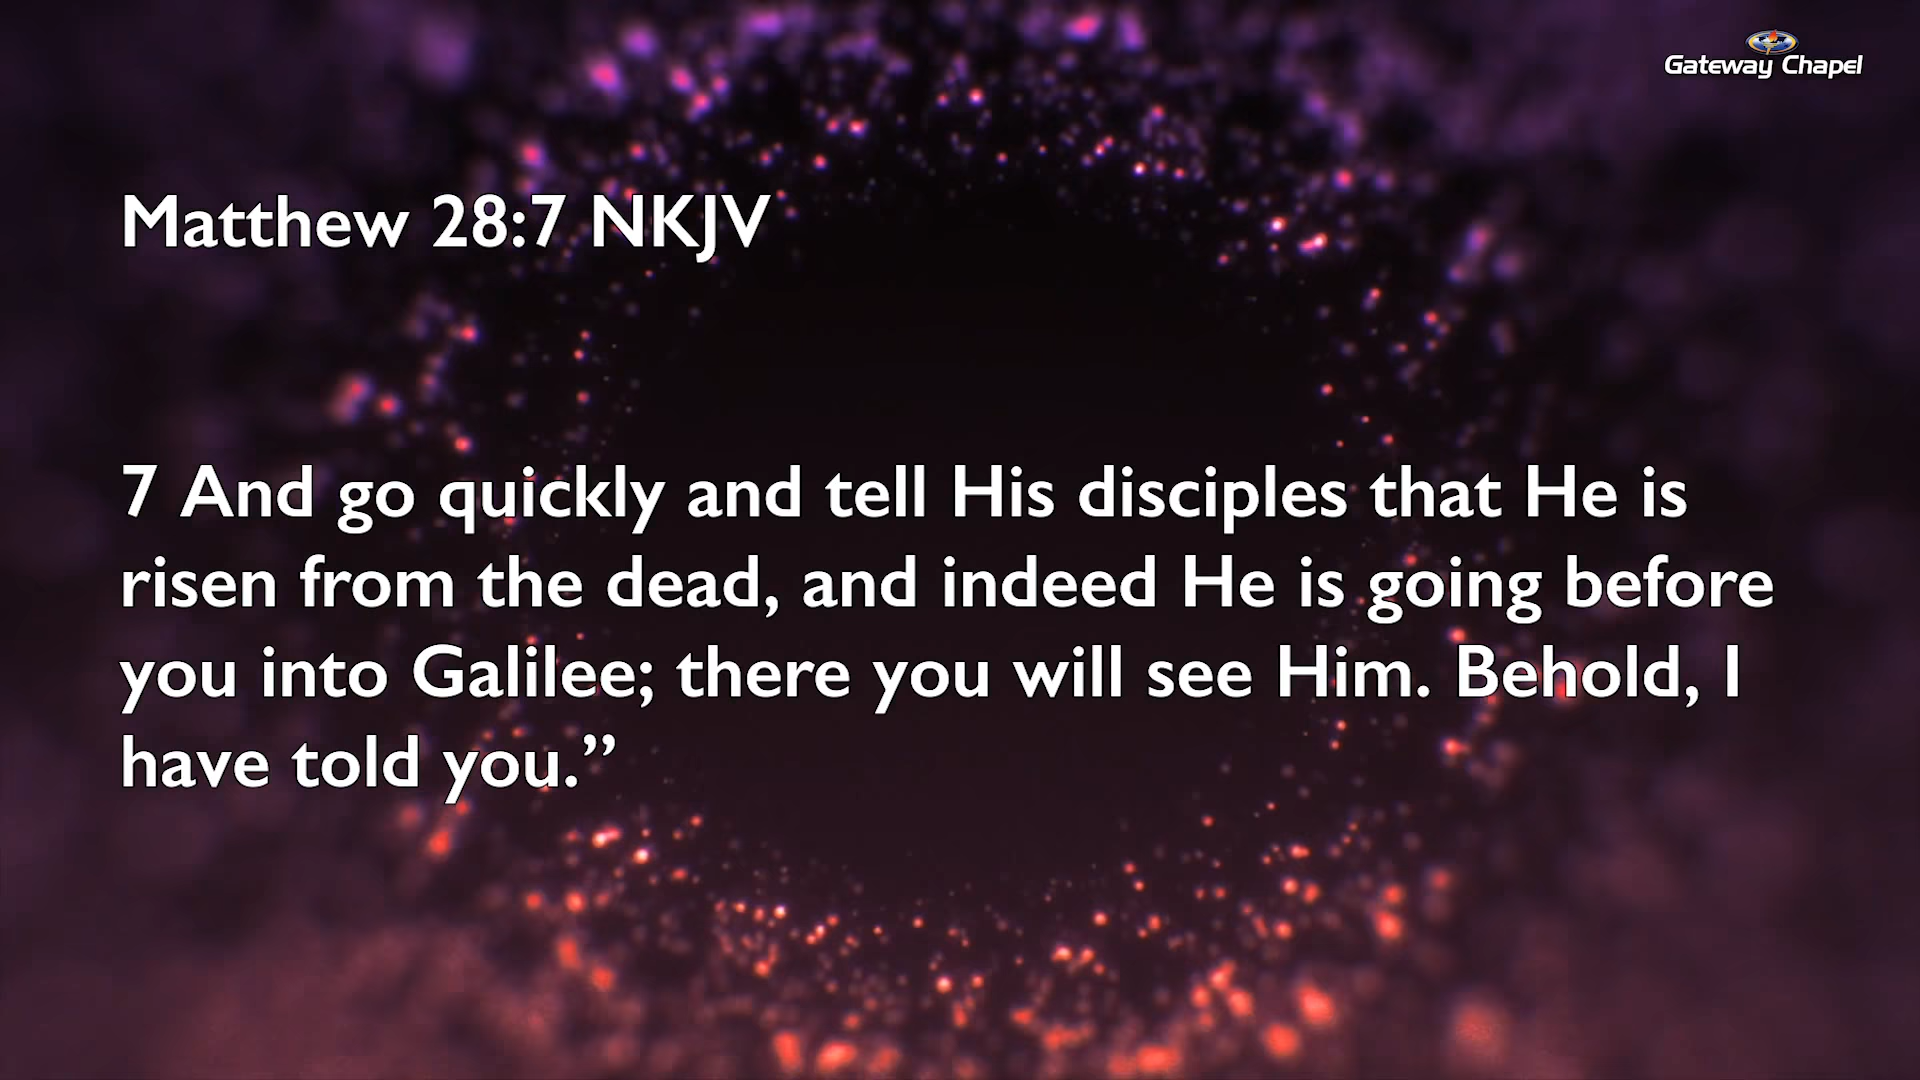 Gateway Chapel
Matthew 28:7 NKJV
7 And go quickly and tell His disciples that He is
risen from the dead, and indeed He is going before
you into Galilee; there you will see Him. Behold, I
have told you.”